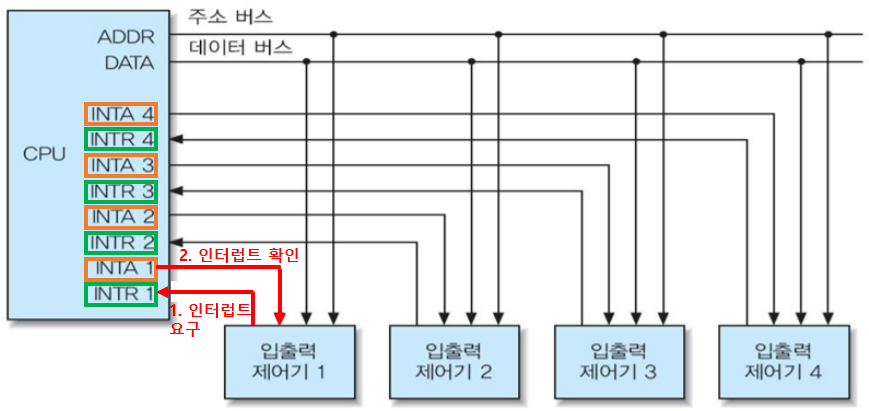 주소 버스
ADDR
데이터 버스
DATA
INTA 4
INTR 4
CPU
INTA 3
INTR 3
INTA 2
INTR 2
2. 인터럽트 확인
INTA 1
INTR 1
1. 인터럽트
요구
입출력
제어기 1
입출력
제어기 2
입출력
제어기 3
입출력
제어기 4